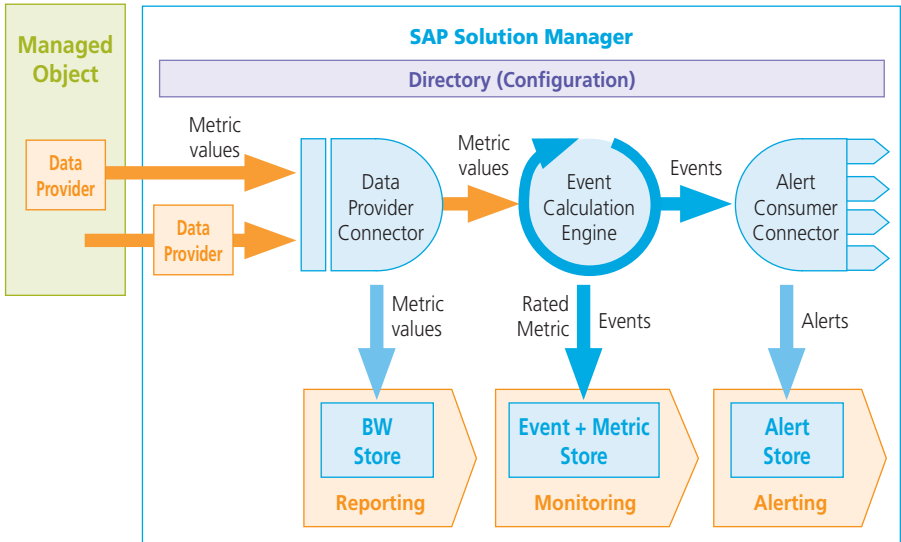 Managed
Object
SAP Solution Manager
Directory (Configuration)
Metric
values
Data
Provider
Data
Provider
Data
Provider
Connector
Metric
values
Event
Calculation
Engine
Events
Alert
Consumer
Connector
Metric
values
Rated
Metric
Events
Alerts
BW
Store
Reporting
Event + Metric
Store
Monitoring
Alert
Store
Alerting